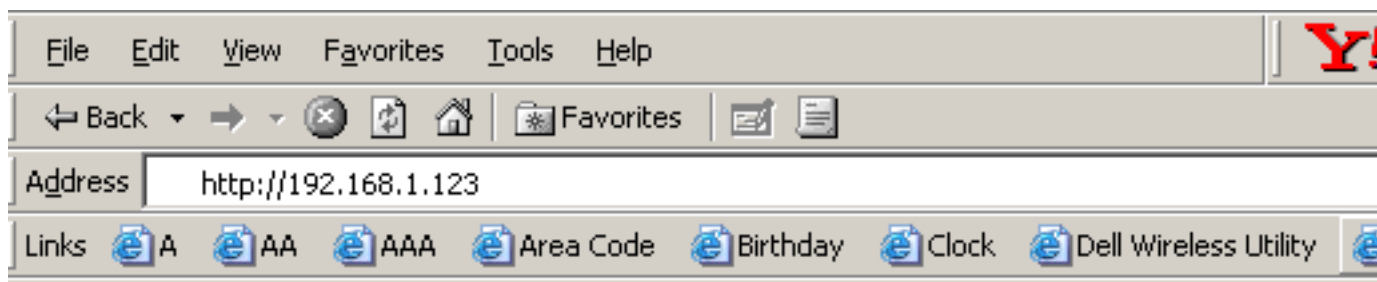 File Edit View Favorites Tools Help Y!
Back Favorites
Address http://192.168.1.123
Links A AA AAA Area Code Birthday Clock Dell Wireless Utility